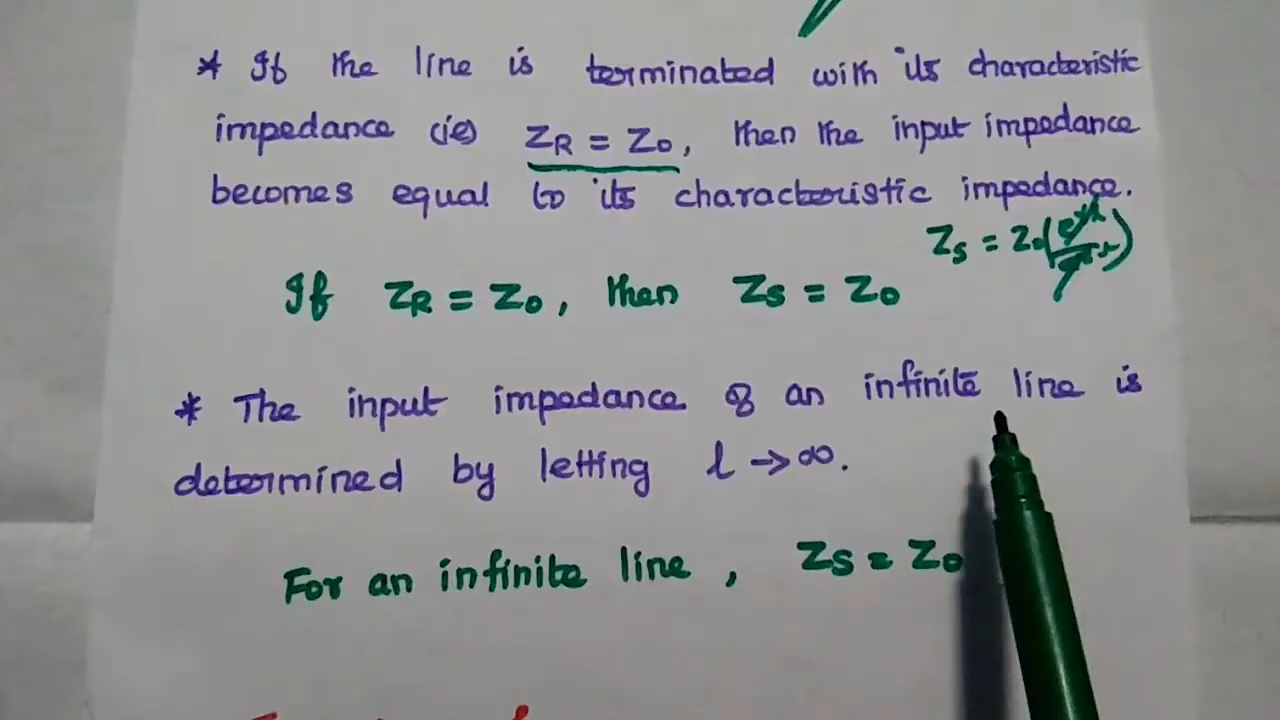 * If the line is terminated with its characteristic
impedance (ie) ZR = Z0, then the input impedance
becomes equal to its characteristic impedance.
ZS = Z0
If ZR = Z0, then ZS = Z0
* The input impedance of an infinite line is
determined by letting l → ∞.
For an infinite line, ZS = Z0